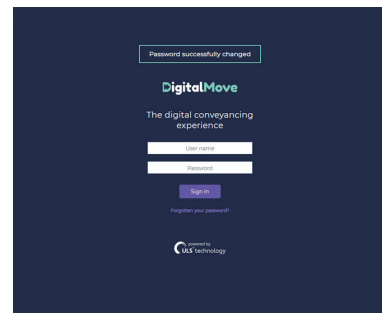 Password successfully changed
DigitalMove
The digital conveyancing
experience
User name
Password
Sign in
Forgotten your password?
powered by
ULS technology